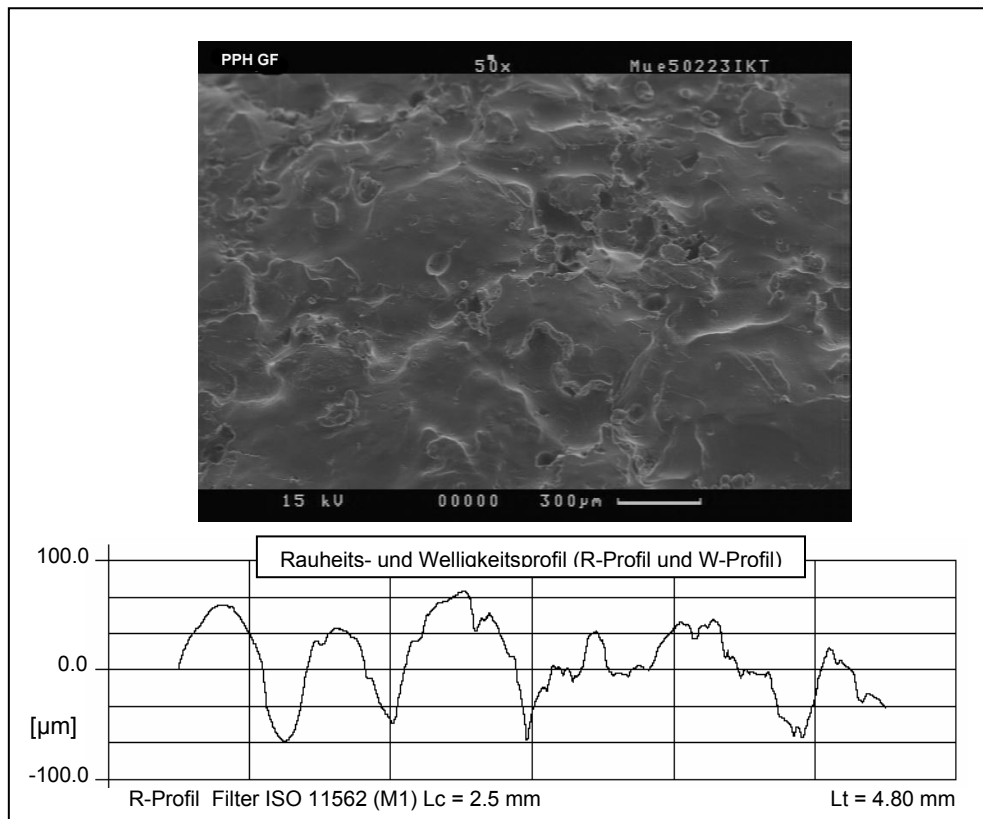 PPH GF 50x Mue50223IKT
15 kV 00000 300µm
Rauheits- und Welligkeitsprofil (R-Profil und W-Profil)
100.0
0.0
[µm]
-100.0
R-Profil Filter ISO 11562 (M1) Lc = 2.5 mm Lt = 4.80 mm